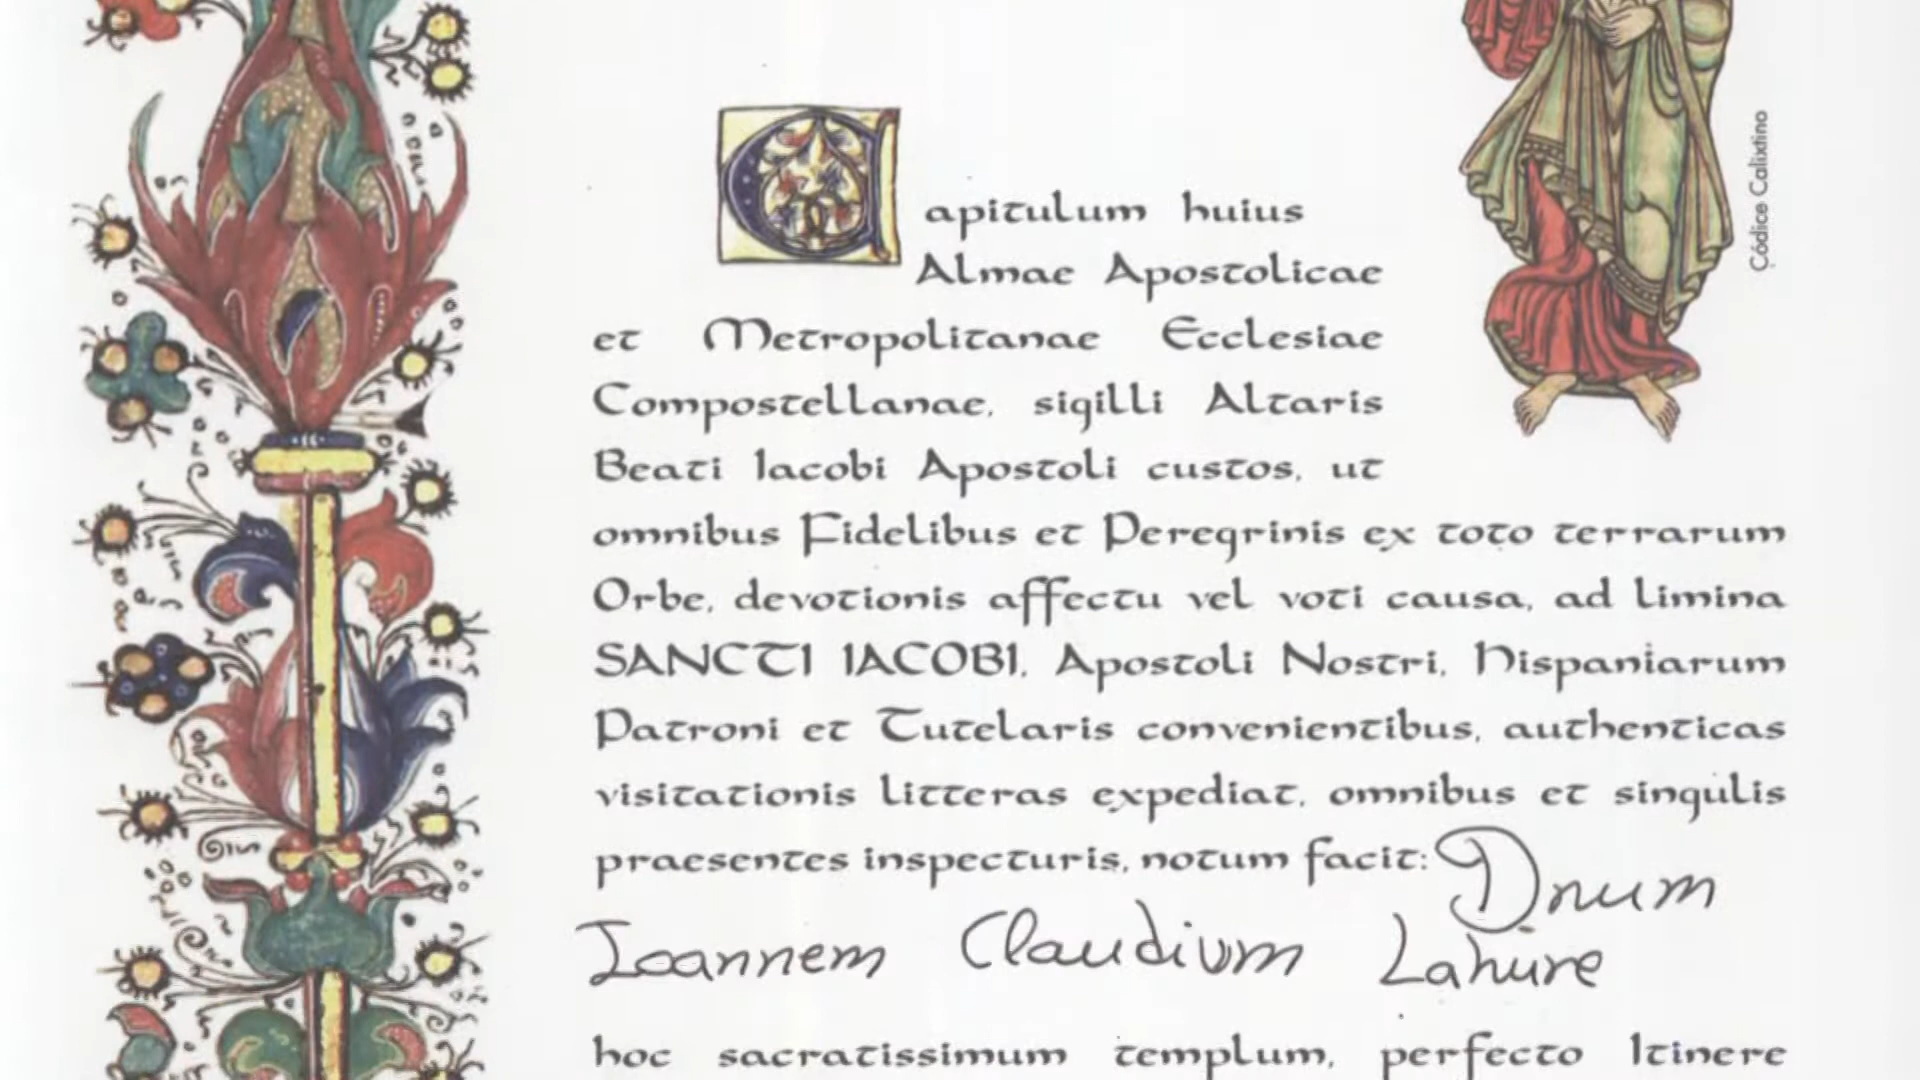 Capitulum huius
Almae Apostolicae
et Metropolitanae Ecclesiae
Compostellanae, sigilli Altaris
Beati Iacobi Apostoli custos, ut
omnibus Fidelibus et Peregrinis ex toto terrarum
Orbe, devotionis affectu vel voti causa, ad limina
SANCTI IACOBI, Apostoli Nostri, Hispaniarum
Patroni et Tutelaris convenientibus, authenticas
visitationis litteras expediat, omnibus et singulis
praesentes inspecturis, notum facit: Dnum
Ioannem Claudium Lahure
hoc sacratissimum templum, perfecto Itinere
Códice Calixtino